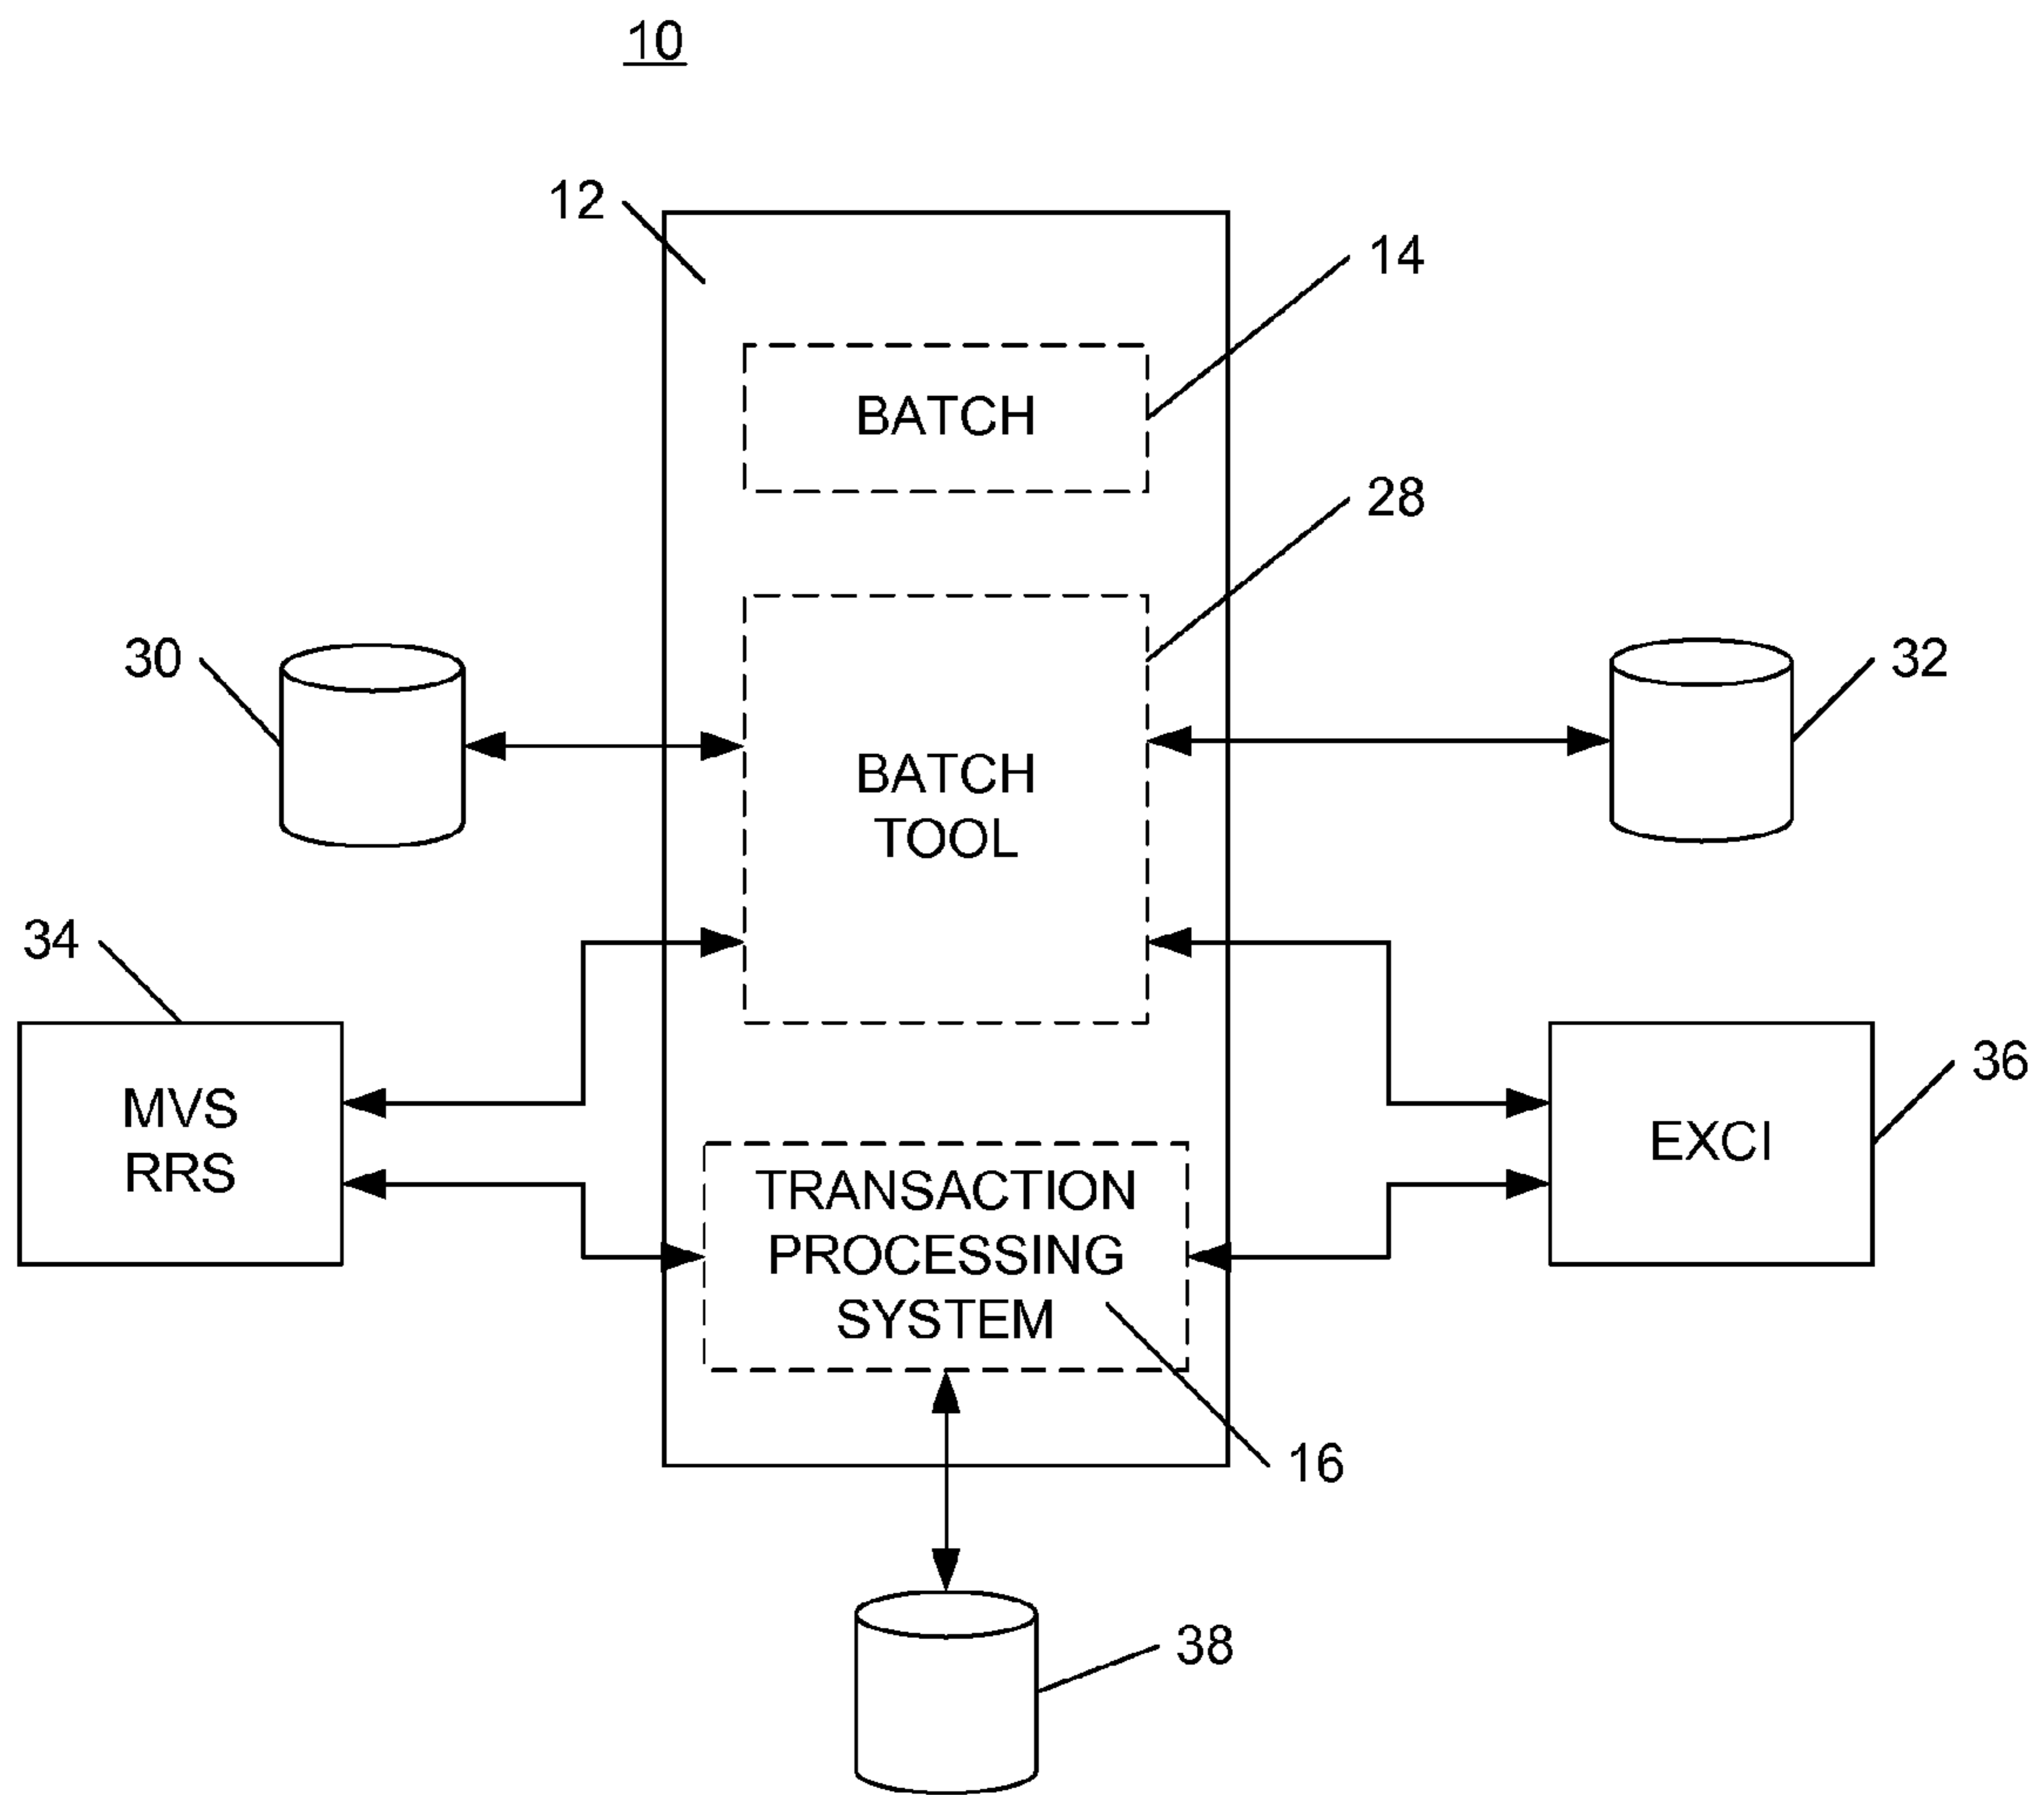 10
12
14
BATCH
28
30
32
BATCH
TOOL
34
36
MVS
RRS
EXCI
TRANSACTION
PROCESSING
SYSTEM
16
38